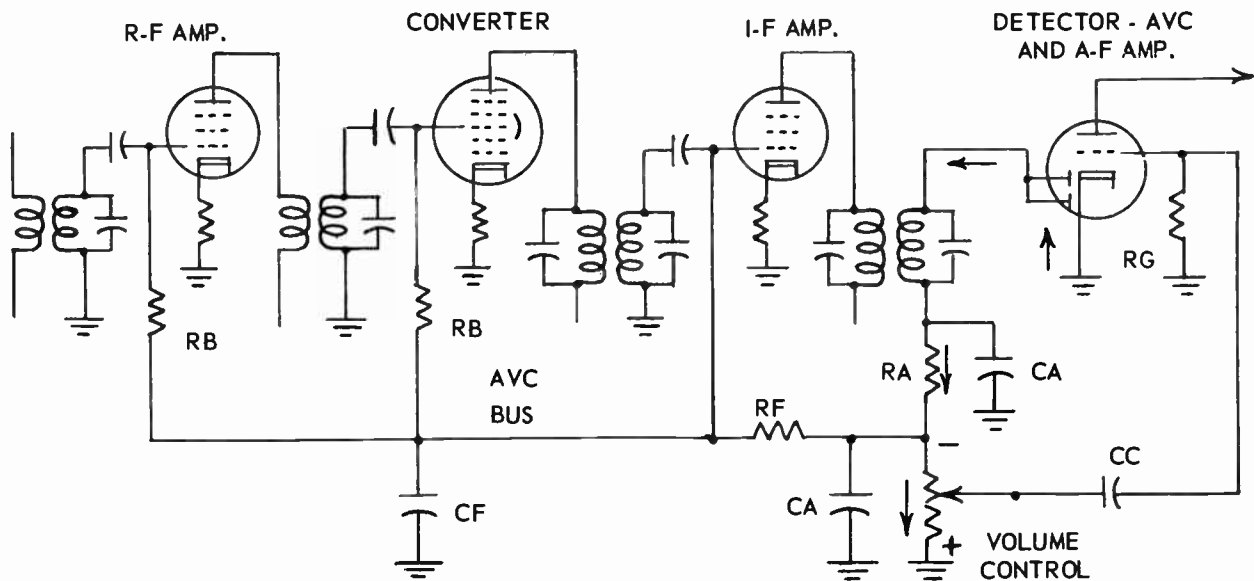 R-F AMP.
CONVERTER
I-F AMP.
DETECTOR - AVC
AND A-F AMP.
RB
RB
RG
AVC
BUS
RF
RA
CA
CF
CA
−
CC
+
VOLUME
CONTROL